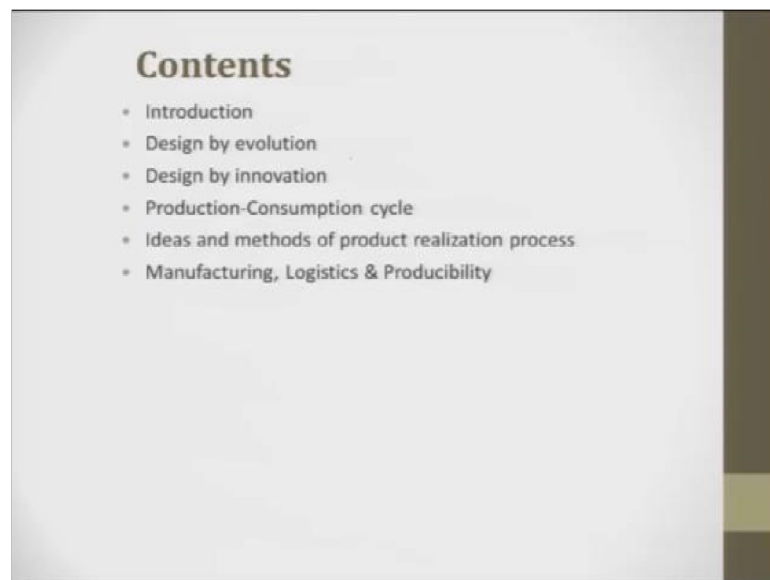 Contents
• Introduction
• Design by evolution
• Design by innovation
• Production-Consumption cycle
• Ideas and methods of product realization process
• Manufacturing, Logistics & Producibility